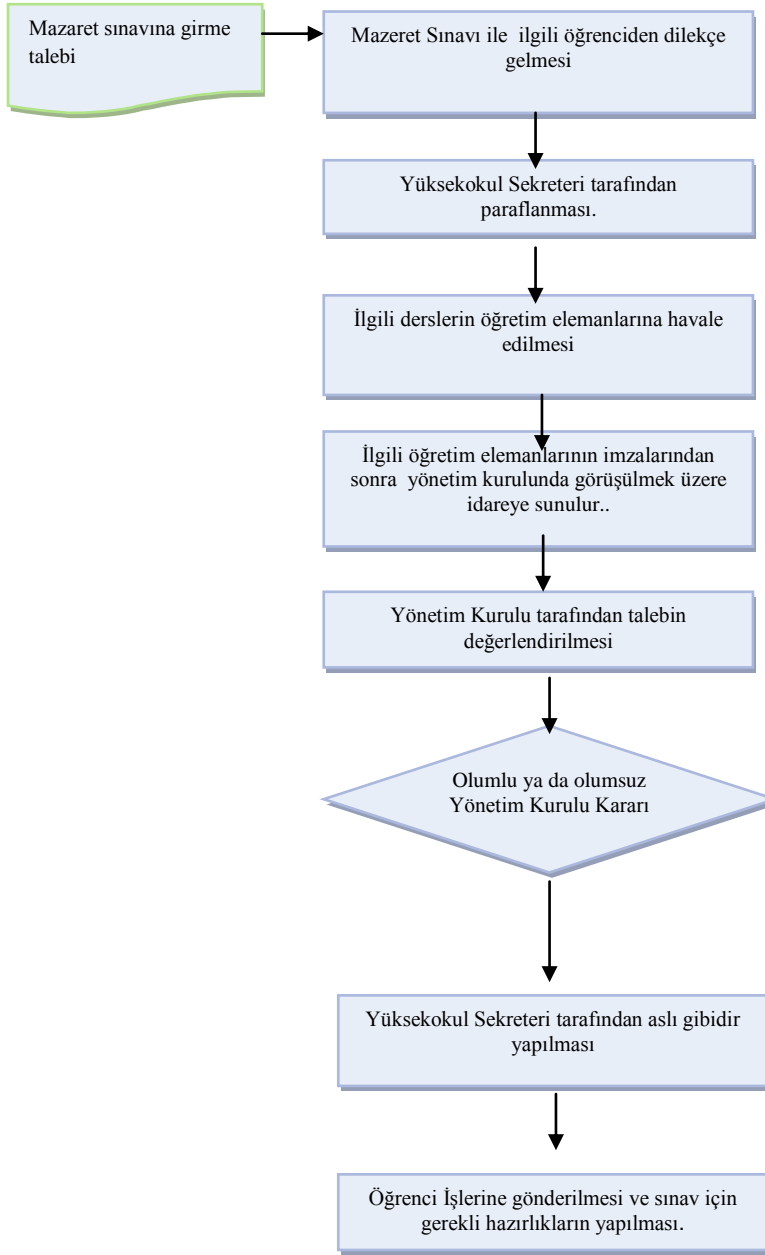 Mazaret sınavına girme
talebi
Mazeret Sınavı ile ilgili öğrenciden dilekçe
gelmesi
Yüksekokul Sekreteri tarafından
paraflanması.
İlgili derslerin öğretim elemanlarına havale
edilmesi
İlgili öğretim elemanlarının imzalarından
sonra yönetim kurulunda görüşülmek üzere
idareye sunulur..
Yönetim Kurulu tarafından talebin
değerlendirilmesi
Olumlu ya da olumsuz
Yönetim Kurulu Kararı
Yüksekokul Sekreteri tarafından aslı gibidir
yapılması
Öğrenci İşlerine gönderilmesi ve sınav için
gerekli hazırlıkların yapılması.